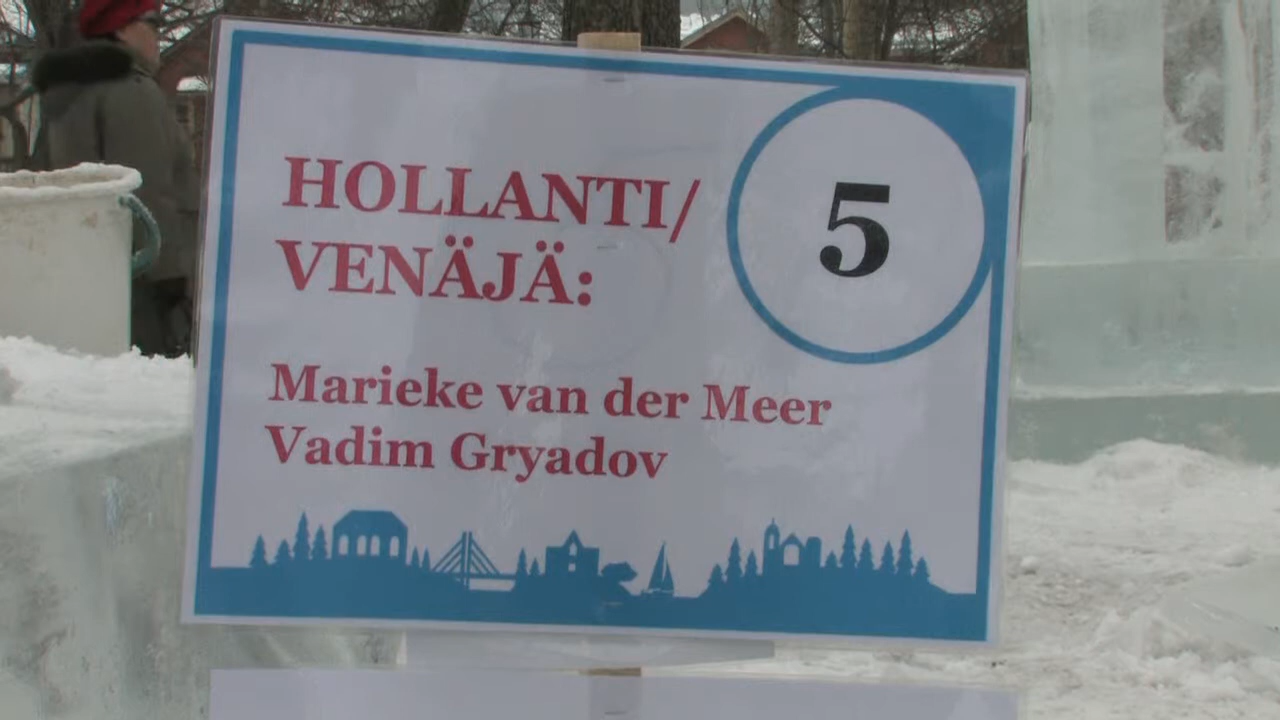 HOLLANTI/
VENÄJÄ:
5
Marieke van der Meer
Vadim Gryadov